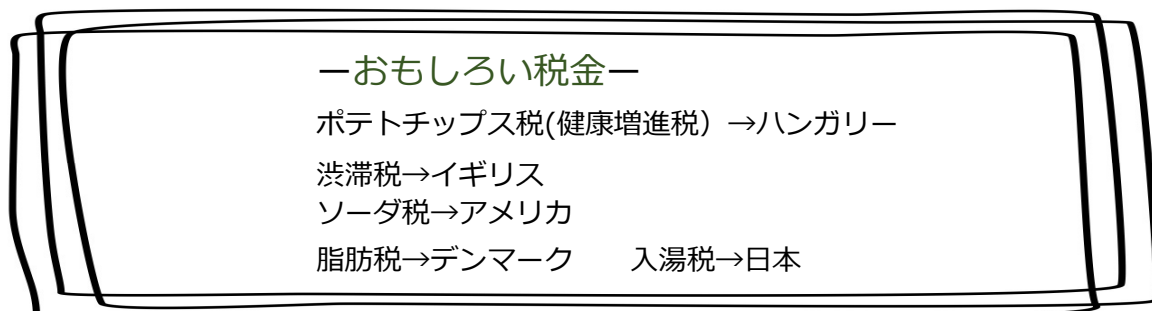 ーおもしろい税金ー
ポテトチップス税(健康増進税）→ハンガリー
渋滞税→イギリス
ソーダ税→アメリカ
脂肪税→デンマーク　　入湯税→日本